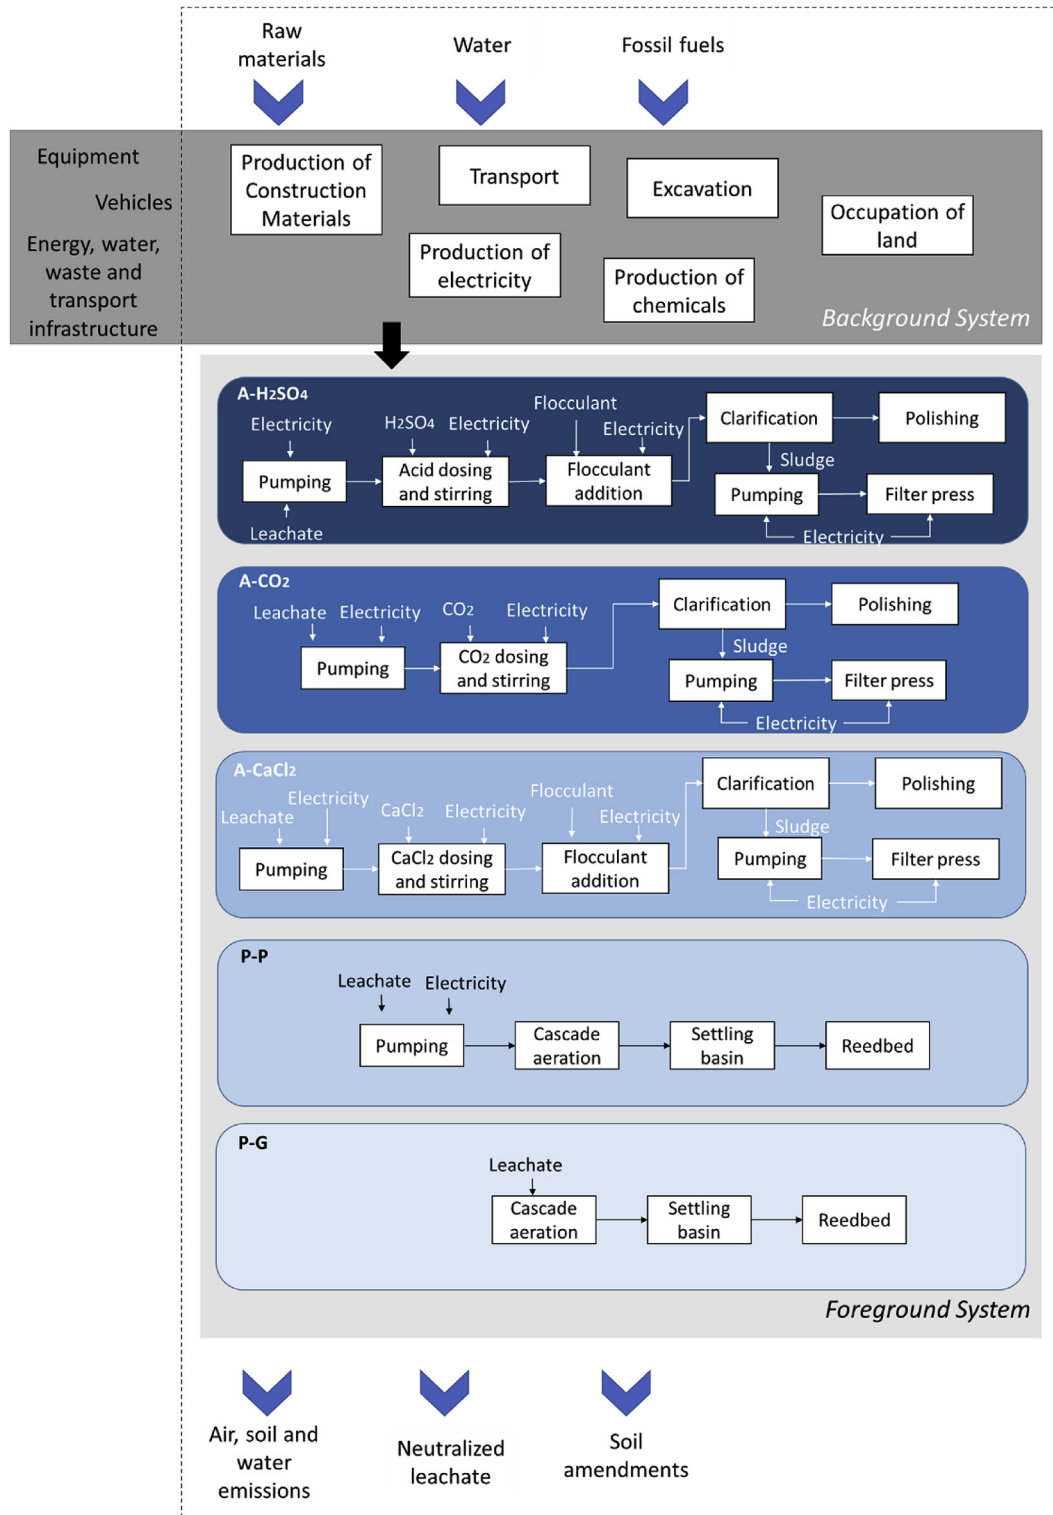 Raw
materials
Water
Fossil fuels
Equipment
Vehicles
Energy, water,
waste and
transport
infrastructure
Production of
Construction
Materials
Transport
Excavation
Occupation of
land
Production of
electricity
Production of
chemicals
Background System
A-H2SO4
Electricity
H2SO4
Electricity
Flocculant
Electricity
Pumping
Leachate
Acid dosing
and stirring
Flocculant
addition
Clarification
Polishing
Sludge
Pumping
Filter press
Electricity
A-CO2
Leachate
Electricity
CO2
Electricity
Pumping
CO2 dosing
and stirring
Clarification
Polishing
Sludge
Pumping
Filter press
Electricity
A-CaCl2
Leachate
Electricity
CaCl2
Electricity
Flocculant
Electricity
Pumping
CaCl2 dosing
and stirring
Flocculant
addition
Clarification
Polishing
Sludge
Pumping
Filter press
Electricity
P-P
Leachate
Electricity
Pumping
Cascade
aeration
Settling
basin
Reedbed
P-G
Leachate
Cascade
aeration
Settling
basin
Reedbed
Foreground System
Air, soil and
water
emissions
Neutralized
leachate
Soil
amendments